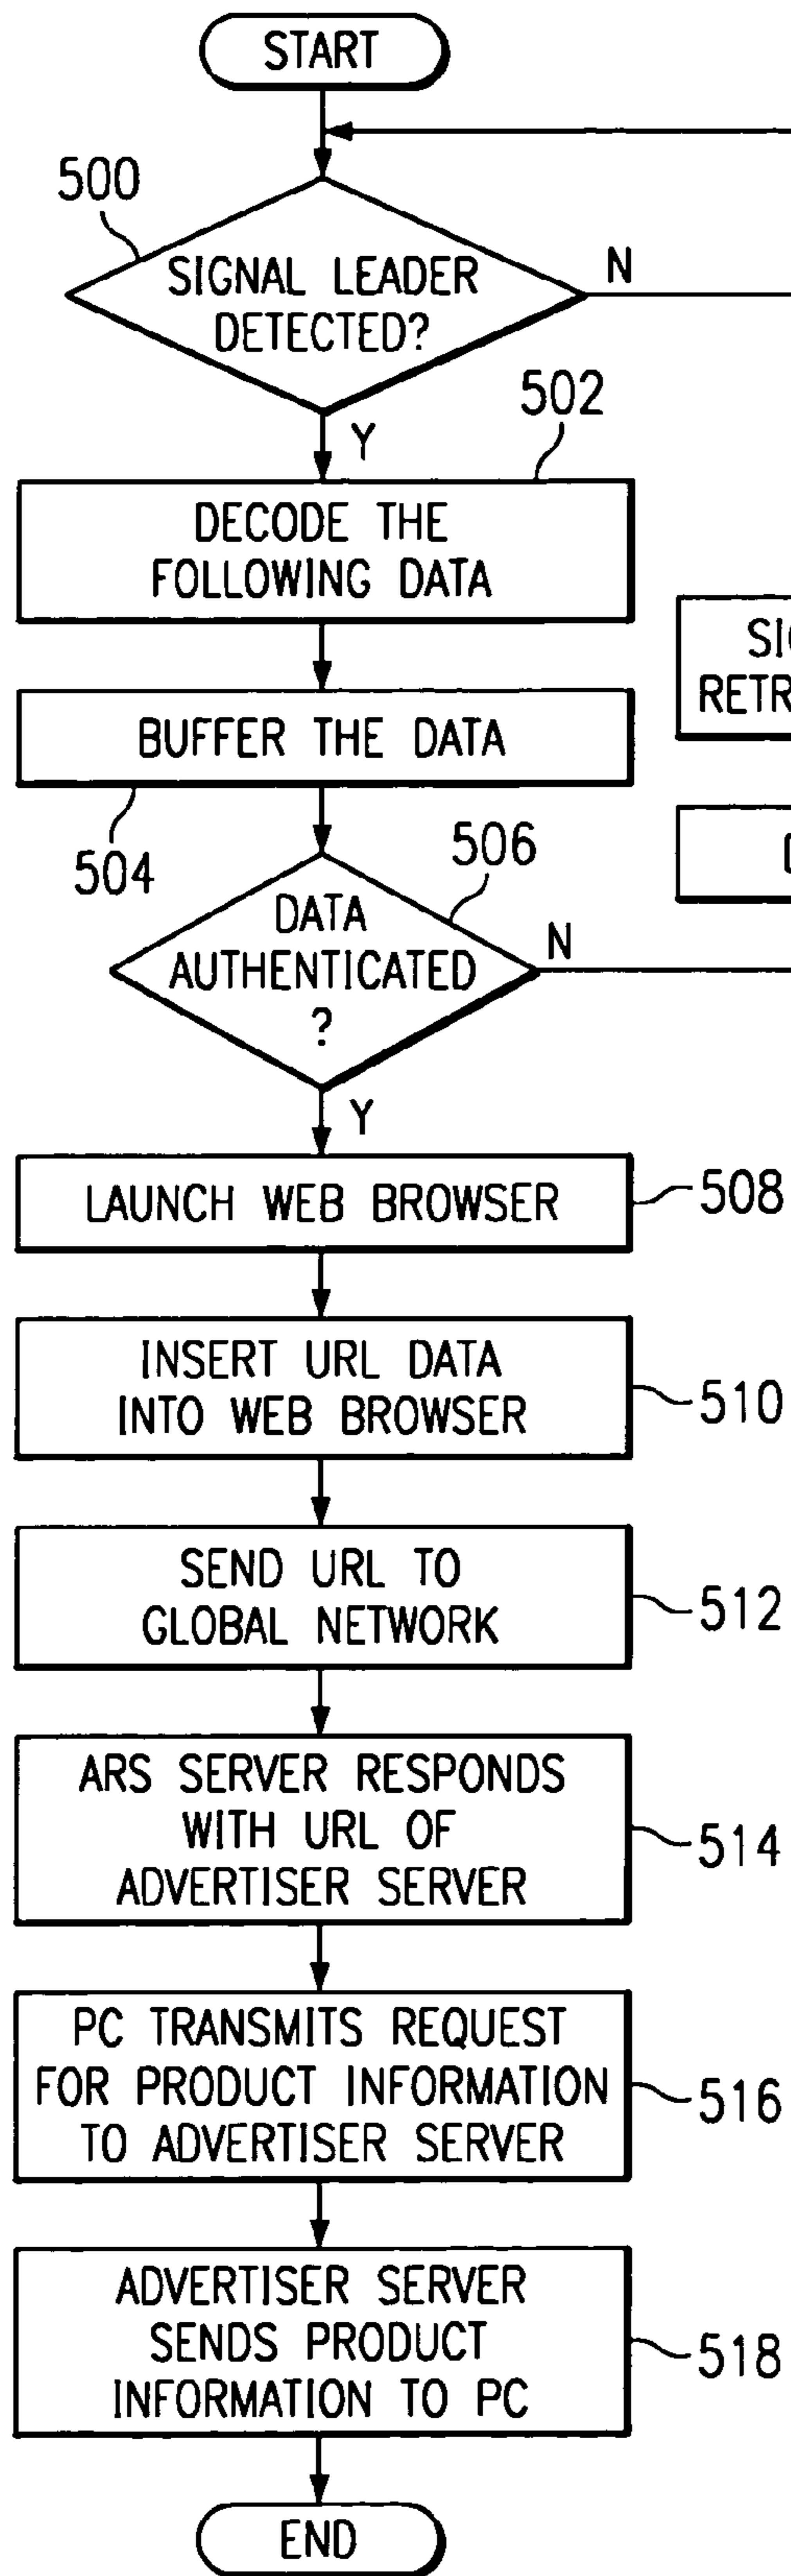 START
500
SIGNAL LEADER
DETECTED?
N
Y
502
DECODE THE
FOLLOWING DATA
BUFFER THE DATA
504
506
DATA
AUTHENTICATED
?
N
Y
LAUNCH WEB BROWSER
508
INSERT URL DATA
INTO WEB BROWSER
510
SEND URL TO
GLOBAL NETWORK
512
ARS SERVER RESPONDS
WITH URL OF
ADVERTISER SERVER
514
PC TRANSMITS REQUEST
FOR PRODUCT INFORMATION
TO ADVERTISER SERVER
516
ADVERTISER SERVER
SENDS PRODUCT
INFORMATION TO PC
518
END